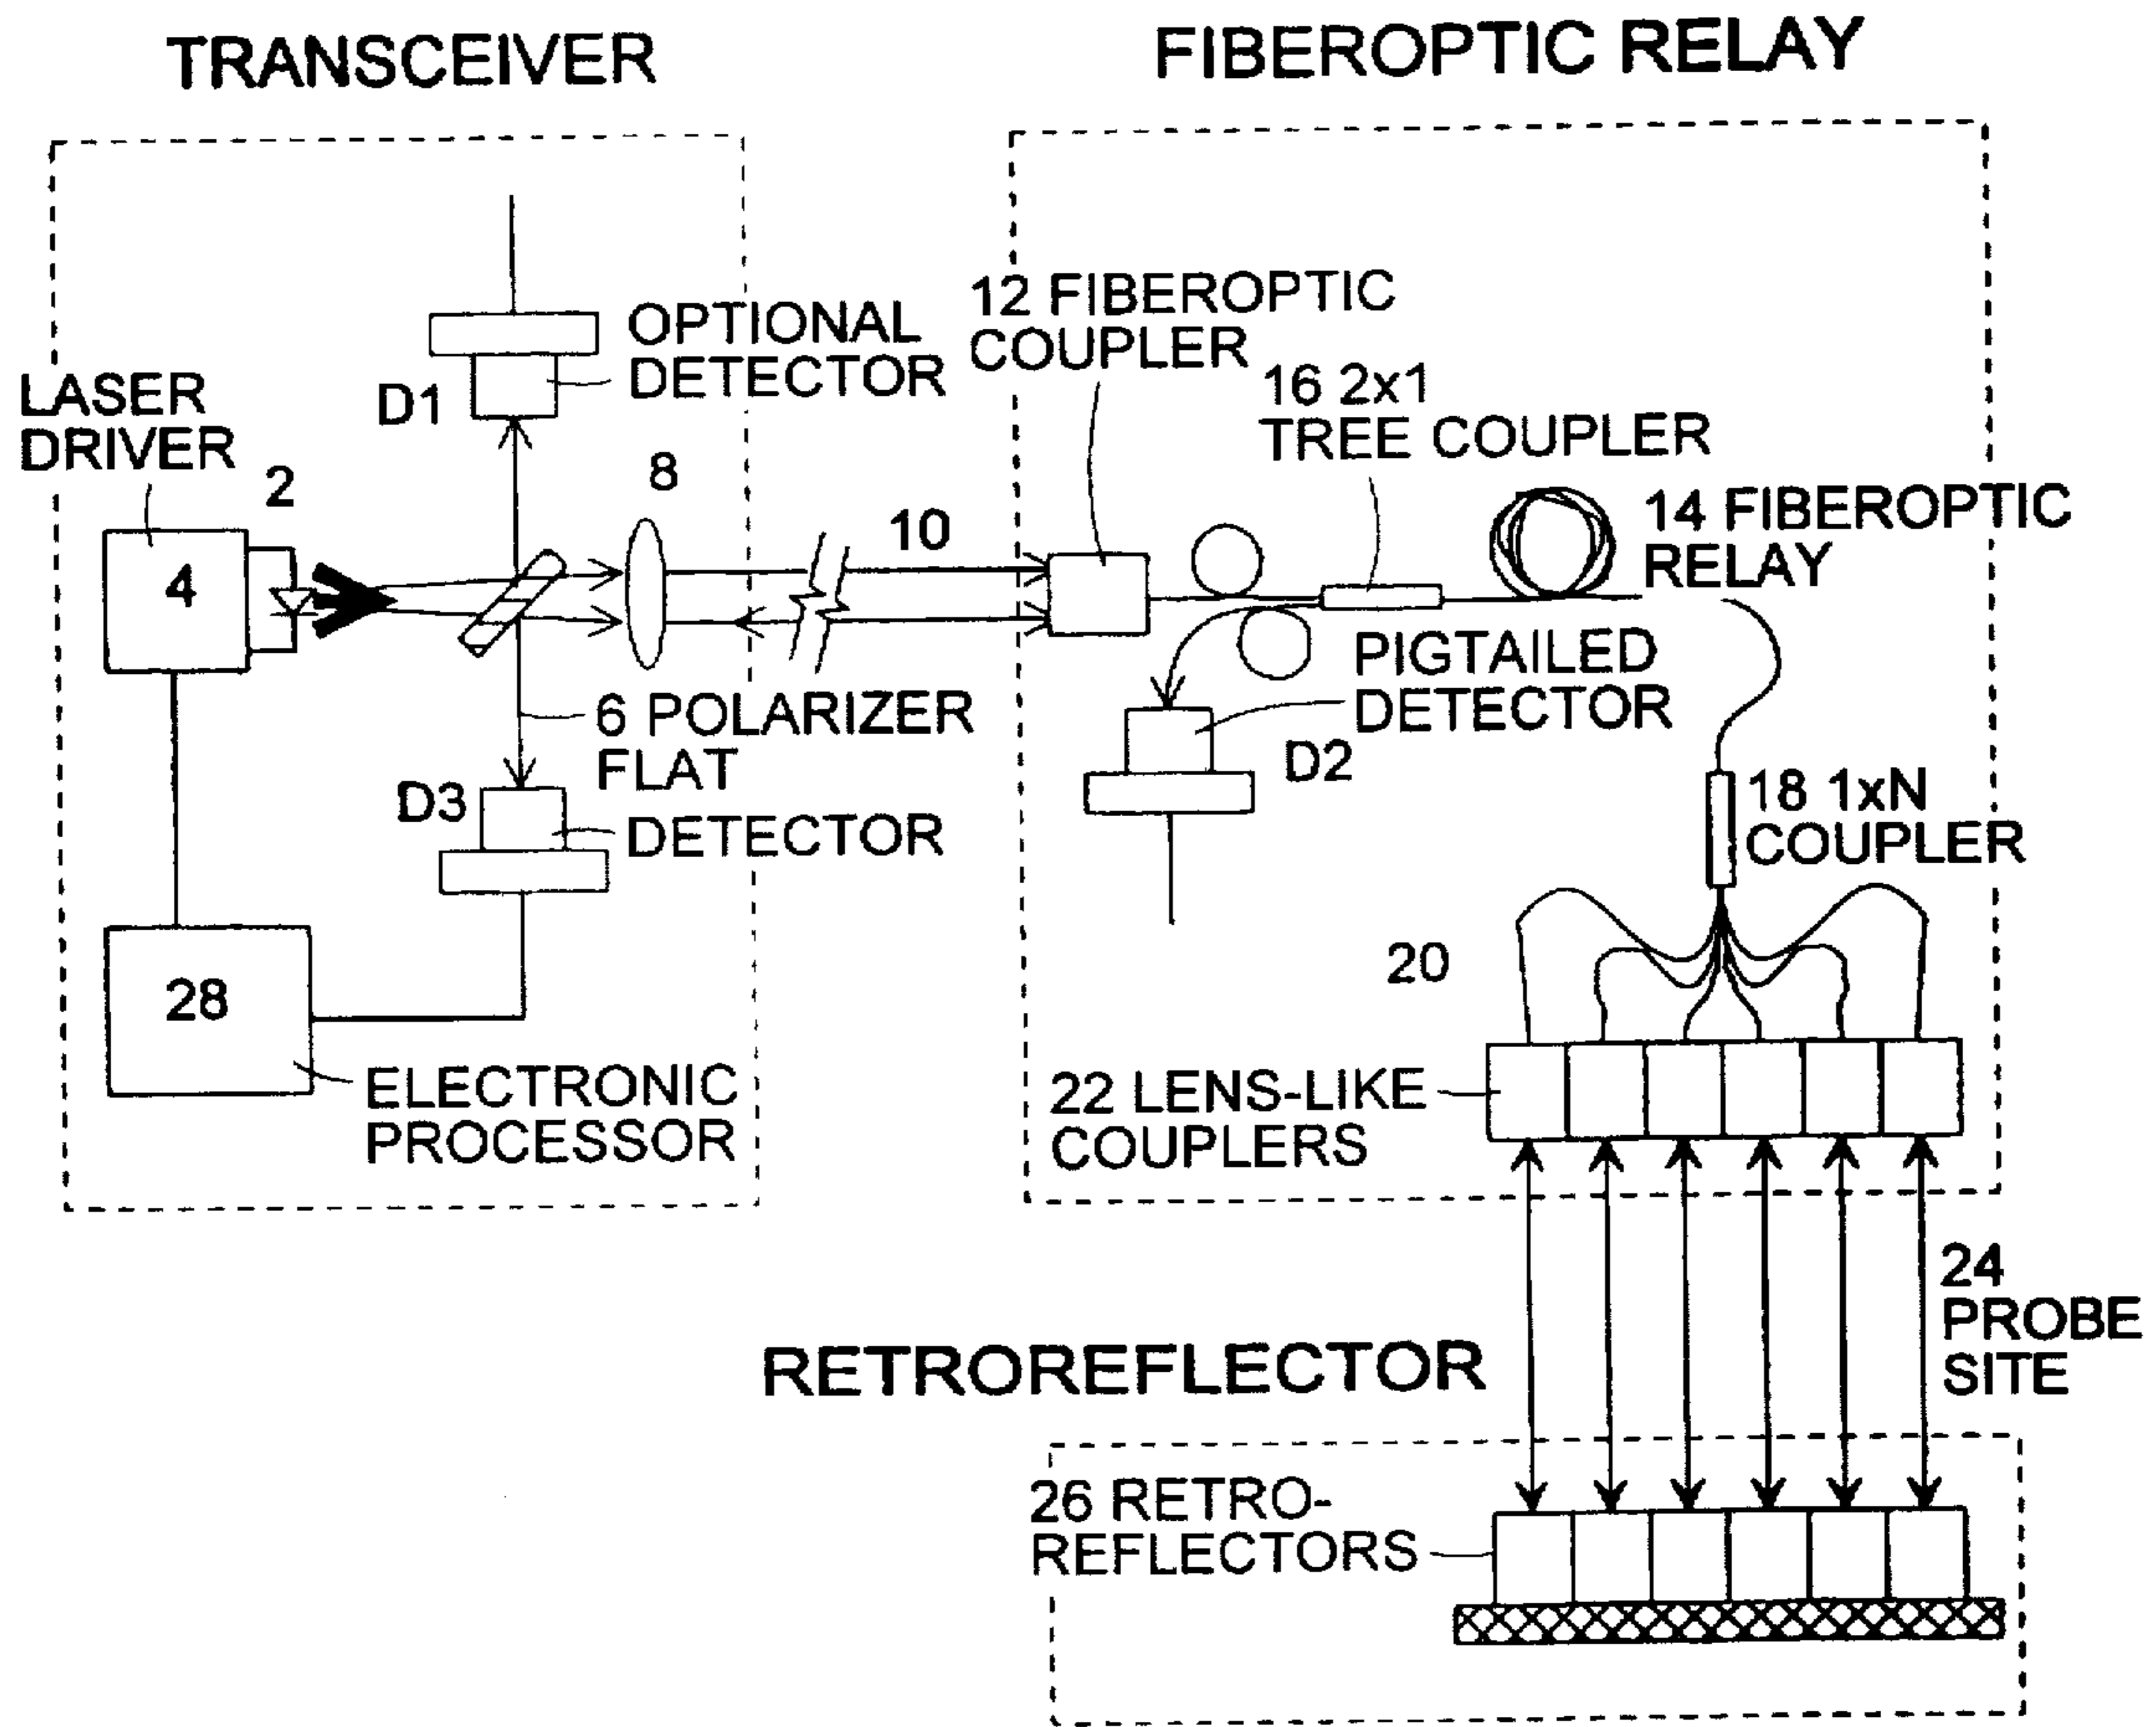 TRANSCEIVER
FIBEROPTIC RELAY
OPTIONAL
DETECTOR
D1
LASER
DRIVER
2
4
8
10
12 FIBEROPTIC
COUPLER
16 2x1
TREE COUPLER
14 FIBEROPTIC
RELAY
PIGTAILED
DETECTOR
D2
6 POLARIZER
FLAT
D3
DETECTOR
18 1xN
COUPLER
20
28
ELECTRONIC
PROCESSOR
22 LENS-LIKE
COUPLERS
24
PROBE
SITE
RETROREFLECTOR
26 RETRO-
REFLECTORS